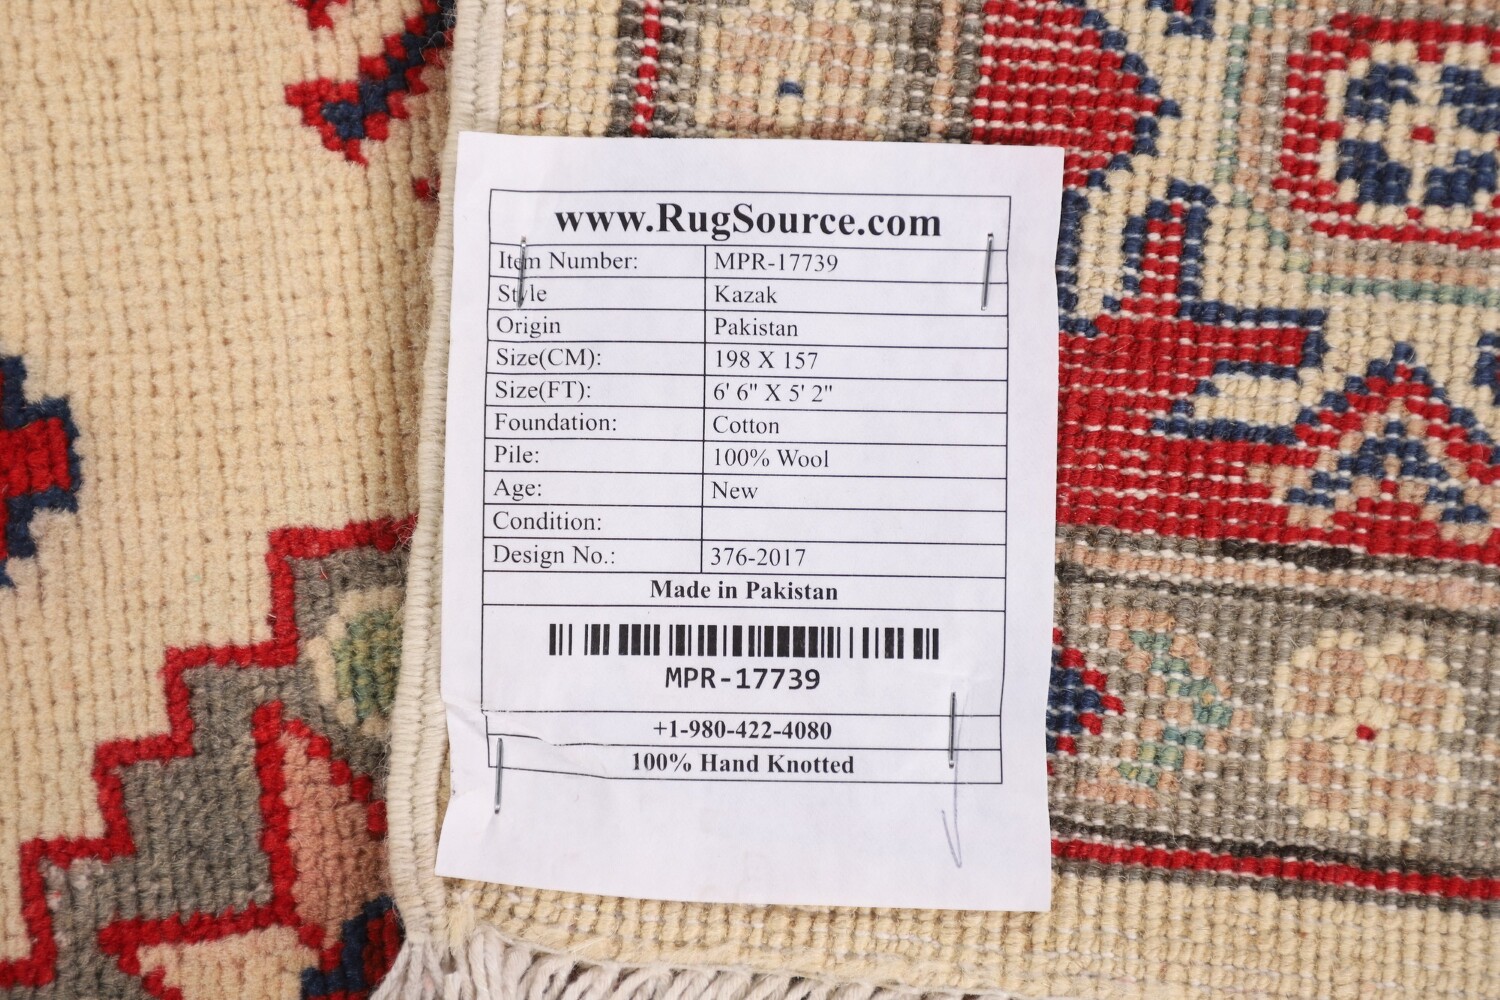 www.RugSource.com
Item Number: MPR-17739
Style Kazak
Origin Pakistan
Size(CM): 198 X 157
Size(FT): 6' 6" X 5' 2"
Foundation: Cotton
Pile: 100% Wool
Age: New
Condition:
Design No.: 376-2017
Made in Pakistan
MPR-17739
+1-980-422-4080
100% Hand Knotted